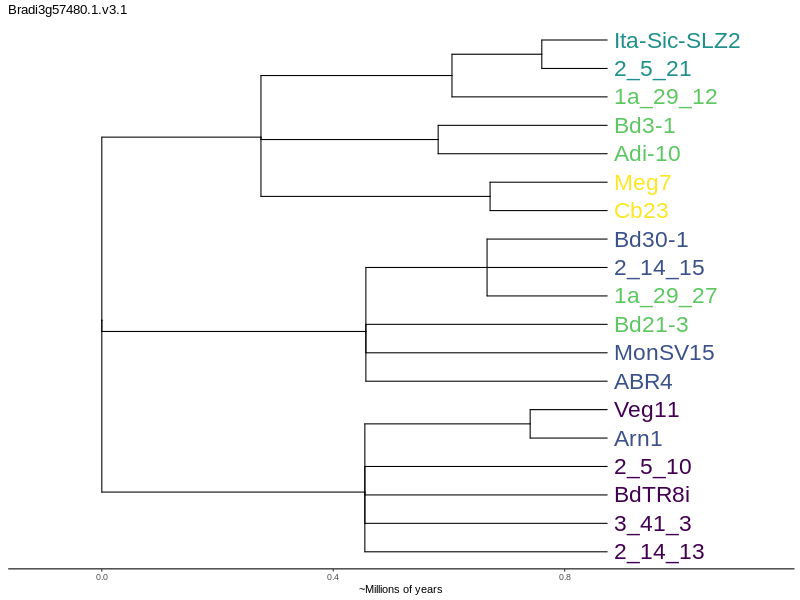 Bradi3g57480.1.v3.1
Ita-Sic-SLZ2
2_5_21
1a_29_12
Bd3-1
Adi-10
Meg7
Cb23
Bd30-1
2_14_15
1a_29_27
Bd21-3
MonSV15
ABR4
Veg11
Arn1
2_5_10
BdTR8i
3_41_3
2_14_13
0.0 0.4 0.8
~Millions of years